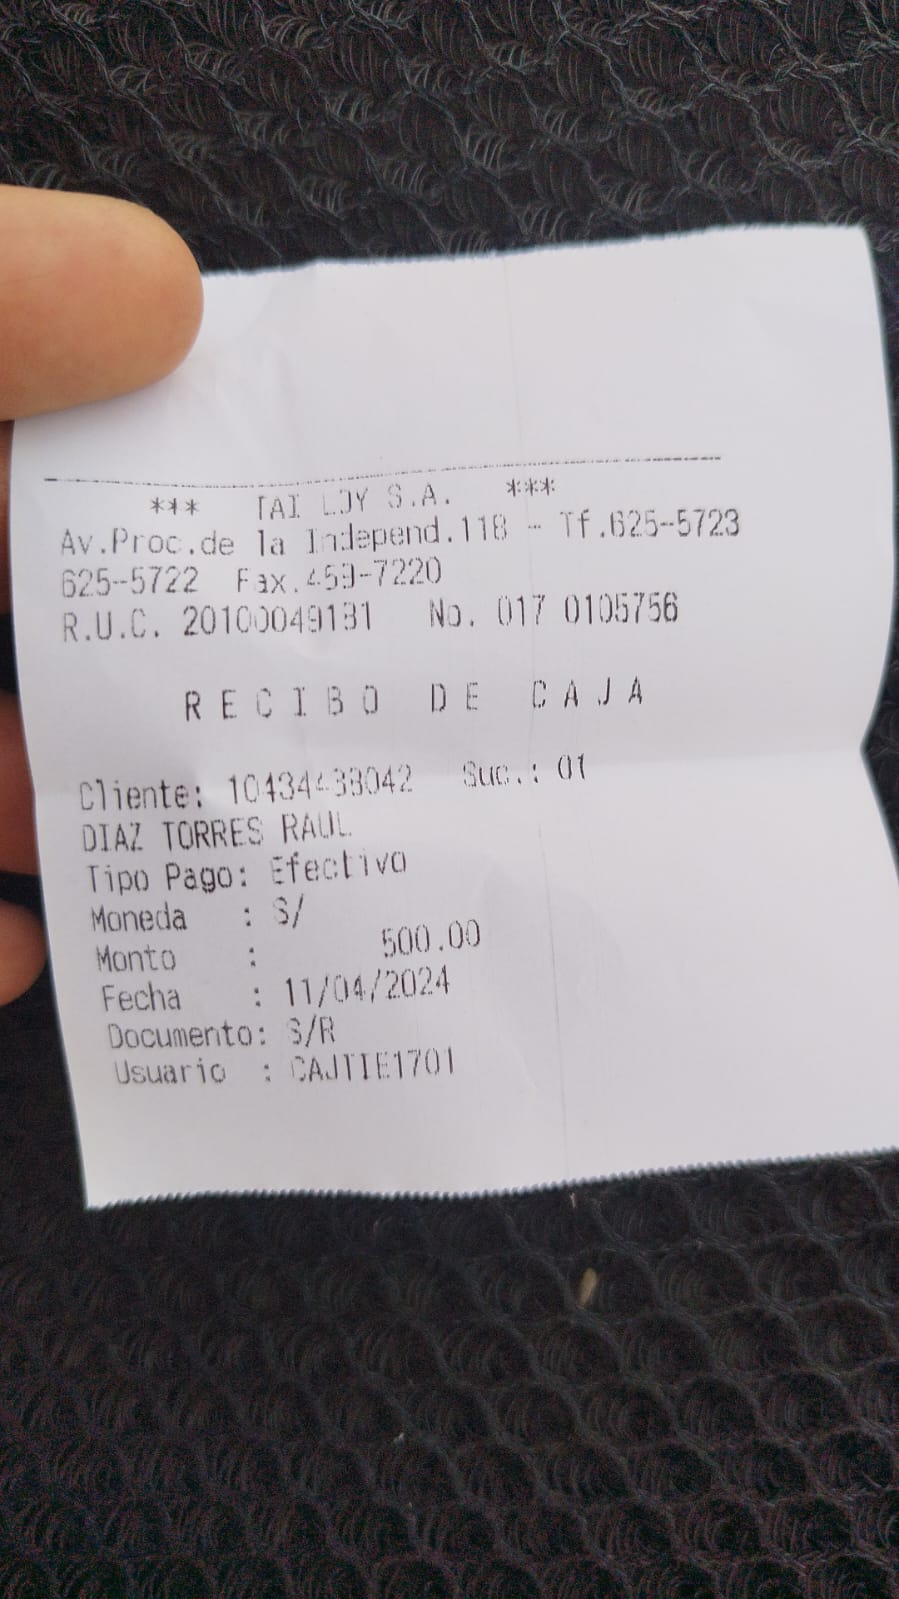 *** TAI LOY S.A. ***
Av.Proc.de la Independ.118 - Tf.625-5723
625-5722 Fax.459-7220
R.U.C. 20100049181 No. 017 0105756
RECIBO DE CAJA
Cliente: 10434438042 Suc.: 01
DIAZ TORRES RAUL
Tipo Pago: Efectivo
Moneda : S/
Monto : 500.00
Fecha : 11/04/2024
Documento: S/R
Usuario : CAJTIE1701